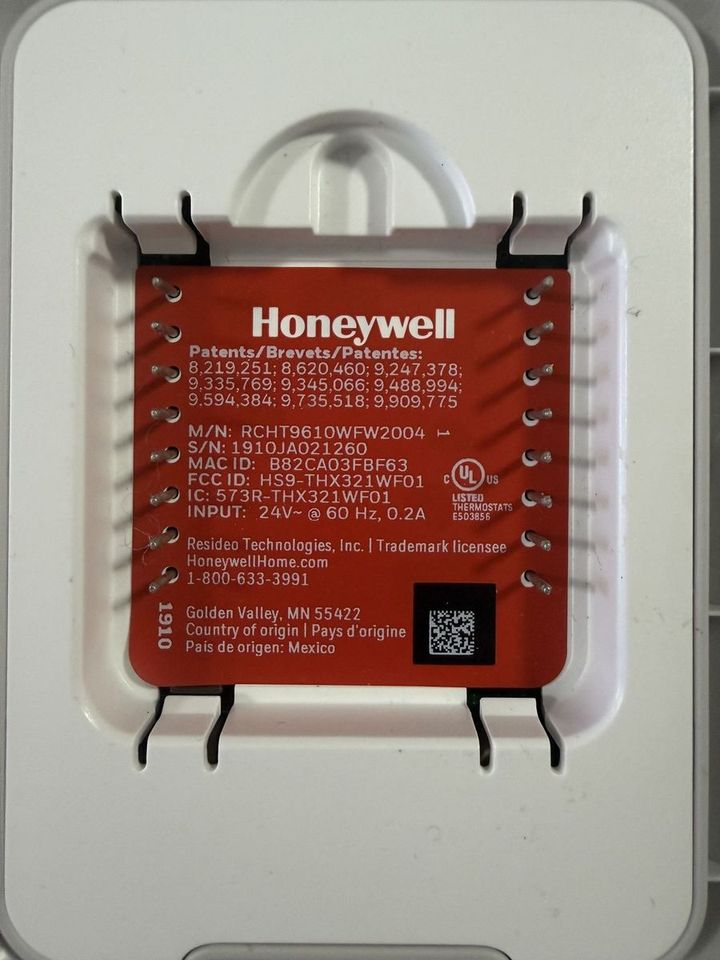 Honeywell
Patents/Brevets/Patentes:
8,219,251; 8,620,460; 9,247,378;
9,335,769; 9,345,066; 9,488,994;
9,594,384; 9,735,518; 9,909,775
M/N: RCHT9610WFW2004 1
S/N: 1910JA021260
MAC ID: B82CA03FBF63
FCC ID: HS9-THX321WF01
IC: 573R-THX321WF01
INPUT: 24V~ @ 60 Hz, 0.2A
C UL US
LISTED
THERMOSTATS
E503856
Resideo Technologies, Inc. | Trademark licensee
HoneywellHome.com
1-800-633-3991
1910
Golden Valley, MN 55422
Country of origin | Pays d'origine
Pais de origen: Mexico